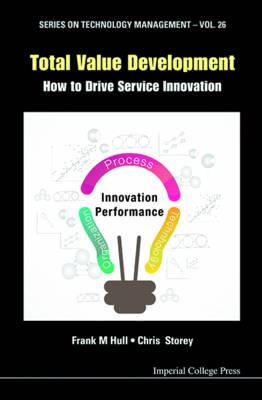 SERIES ON TECHNOLOGY MANAGEMENT – VOL. 26
Total Value Development
How to Drive Service Innovation
Process
Innovation
Performance
Organization
Technology
Frank M Hull • Chris Storey
Imperial College Press